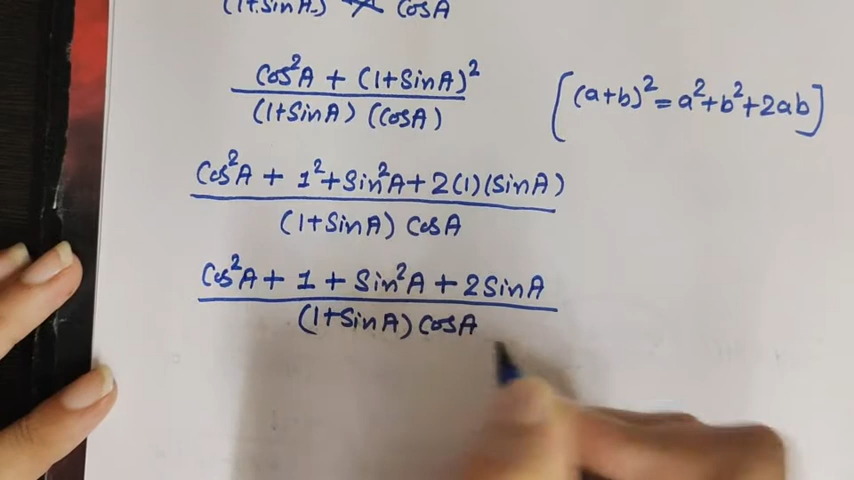 (1+SinA) × CosA
Cos²A + (1+SinA)²
(1+SinA) (CosA)
[(a+b)² = a²+b²+2ab]
Cos²A + 1² + Sin²A + 2(1)(SinA)
(1+SinA) CosA
Cos²A + 1 + Sin²A + 2SinA
(1+SinA) CosA